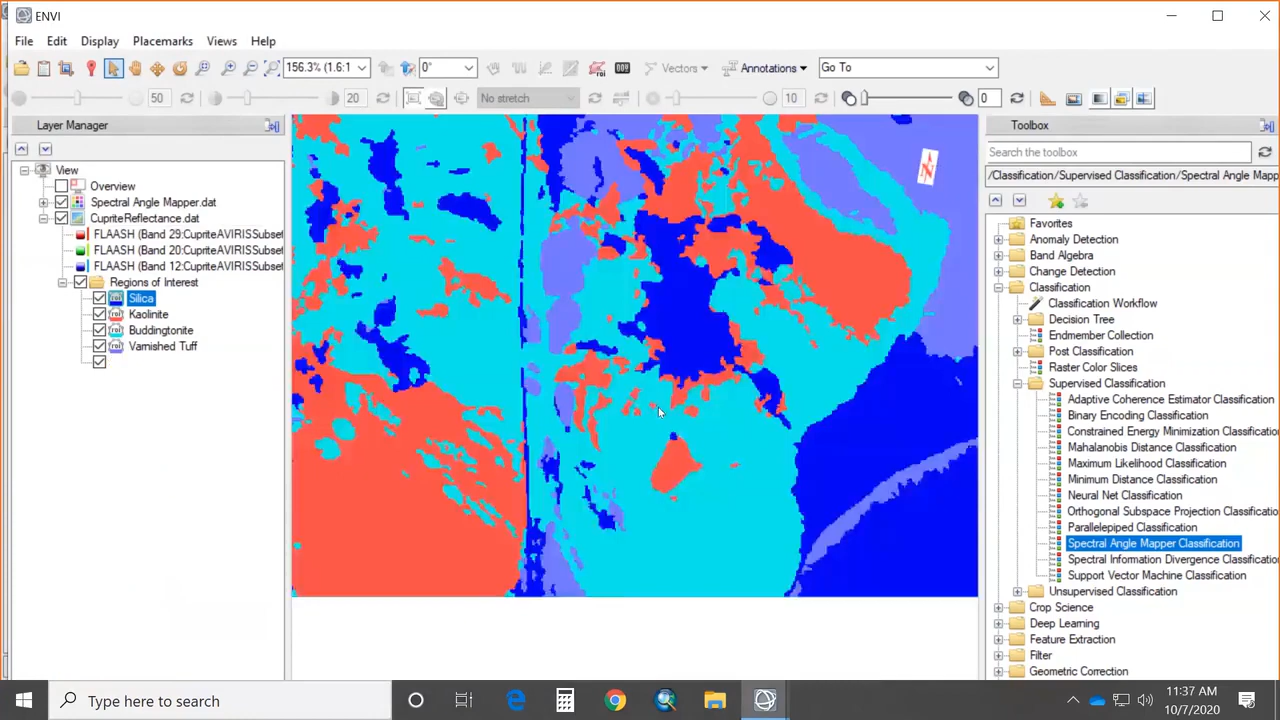 ENVI
File Edit Display Placemarks Views Help
156.3% (1.6:1 0° Vectors Annotations Go To
50 20 No stretch 10 0
Layer Manager
View
Overview
Spectral Angle Mapper.dat
CupriteReflectance.dat
FLAASH (Band 29:CupriteAVIRISSubset
FLAASH (Band 20:CupriteAVIRISSubset
FLAASH (Band 12:CupriteAVIRISSubset
Regions of Interest
Silica
Kaolinite
Buddingtonite
Varnished Tuff
Toolbox
Search the toolbox
/Classification/Supervised Classification/Spectral Angle Mapp
Favorites
Anomaly Detection
Band Algebra
Change Detection
Classification
Classification Workflow
Decision Tree
Endmember Collection
Post Classification
Raster Color Slices
Supervised Classification
Adaptive Coherence Estimator Classification
Binary Encoding Classification
Constrained Energy Minimization Classificatio
Mahalanobis Distance Classification
Maximum Likelihood Classification
Minimum Distance Classification
Neural Net Classification
Orthogonal Subspace Projection Classificatio
Parallelepiped Classification
Spectral Angle Mapper Classification
Spectral Information Divergence Classificatio
Support Vector Machine Classification
Unsupervised Classification
Crop Science
Deep Learning
Feature Extraction
Filter
Geometric Correction
Type here to search
11:37 AM
10/7/2020